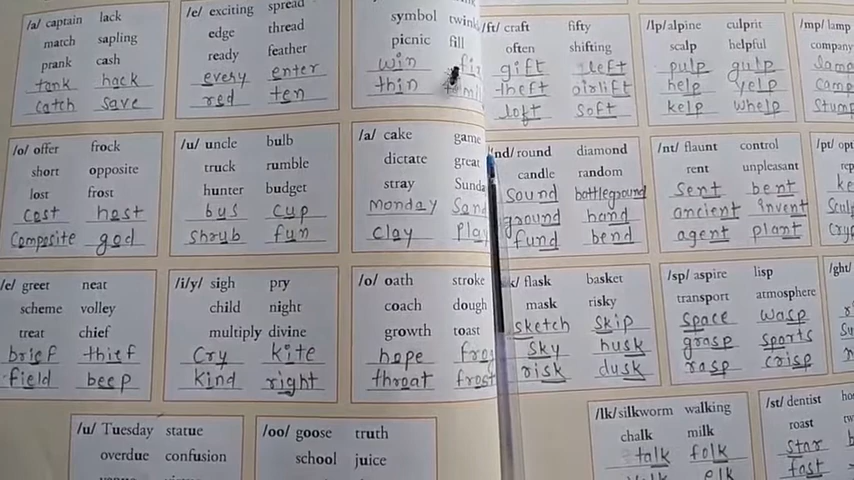 /a/ captain lack
match sapling
prank cash
tank hack
catch save
/e/ exciting spread
edge thread
ready feather
every enter
red ten
symbol
picnic fill
win
thin
/o/ offer frock
short opposite
lost frost
cost host
Composite god
/u/ uncle bulb
truck rumble
hunter budget
bus cup
shrub fun
/a/ cake game
dictate great
stray
Monday
clay play
/e/ greet neat
scheme volley
treat chief
brief thief
field beep
/i/y/ sigh pry
child night
multiply divine
Cry kite
kind right
/o/ oath stroke
coach dough
growth toast
hope
throat frost
/u/ Tuesday statue
overdue confusion
/oo/ goose truth
school juice
/ft/ craft fifty
often shifting
gift left
theft airlift
loft soft
/lp/ alpine culprit
scalp helpful
pulp gulp
help yelp
kelp whelp
/mp/ lamp
company
camp
stump
/nd/ round diamond
candle random
sound battleground
ground hand
fund bend
/nt/ flaunt control
rent unpleasant
sent bent
ancient invent
agent plant
/pt/
flask basket
mask risky
sketch skip
sky husk
risk dusk
/sp/ aspire lisp
transport atmosphere
space wasp
grasp sports
rasp crisp
/ght/
/lk/ silkworm walking
chalk milk
talk folk
elk
/st/ dentist
roast
star
fast